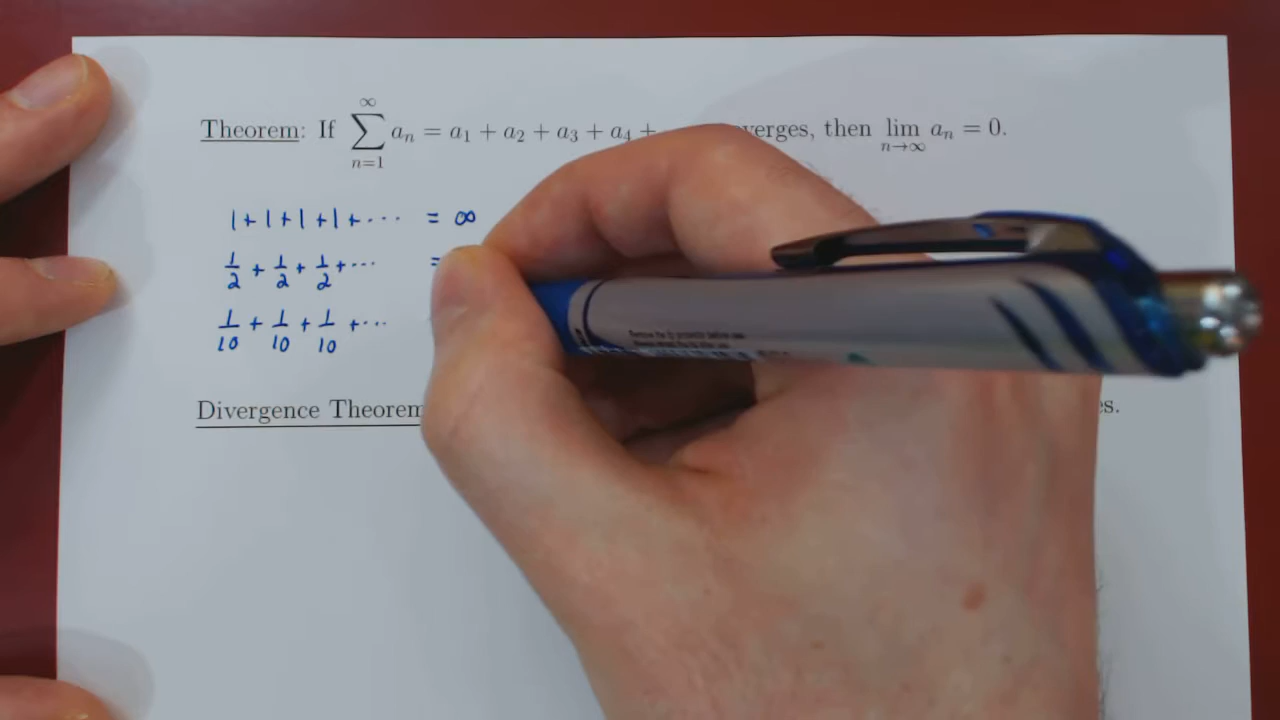 Theorem: If ∑_{n=1}^{∞} a_n = a_1 + a_2 + a_3 + a_4 + verges, then lim_{n→∞} a_n = 0.
1 + 1 + 1 + 1 + ··· = ∞
1/2 + 1/2 + 1/2 + ··· =
1/10 + 1/10 + 1/10 + ···
Divergence Theorem es.